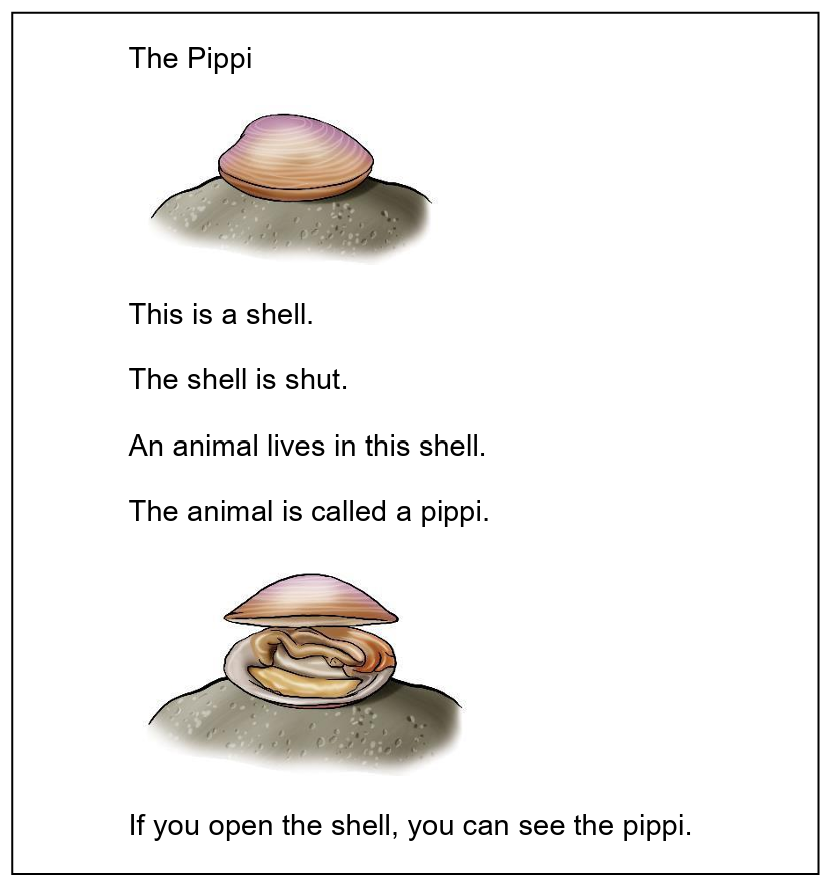 The Pippi
This is a shell.
The shell is shut.
An animal lives in this shell.
The animal is called a pippi.
If you open the shell, you can see the pippi.